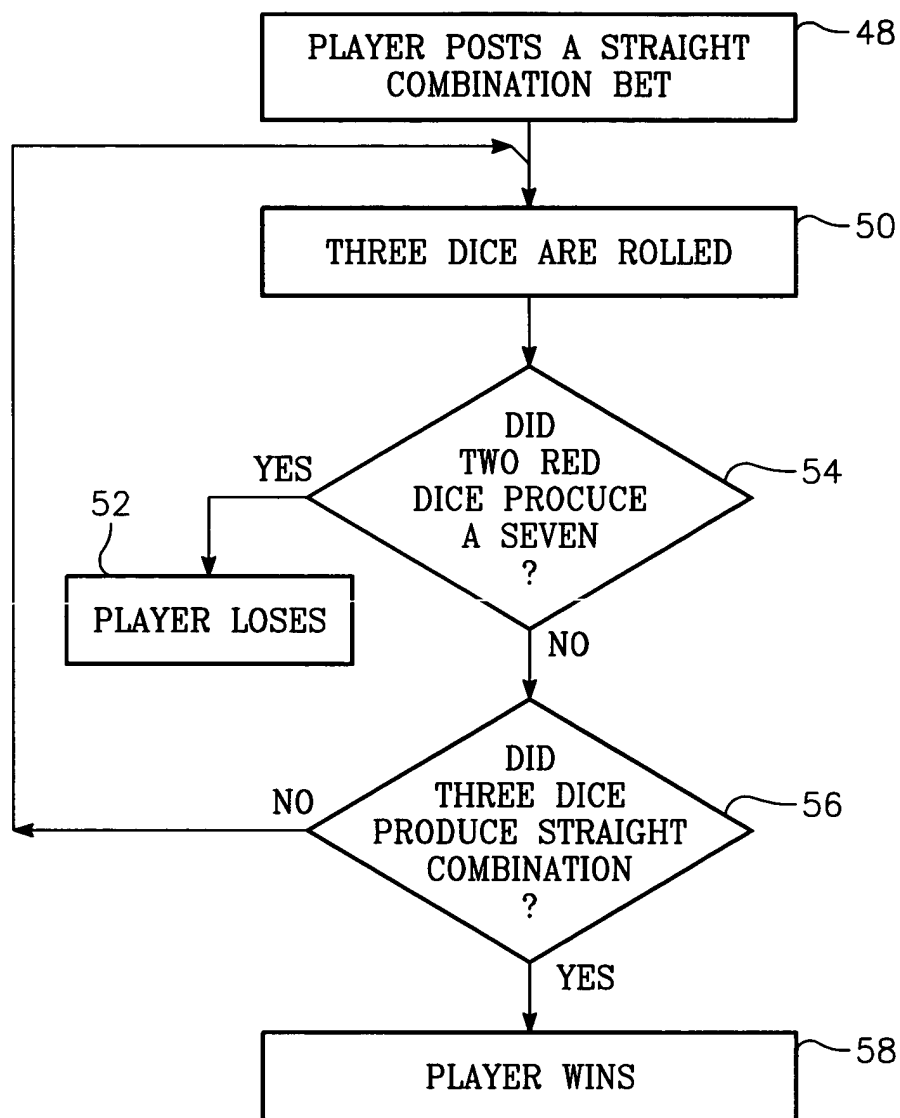 PLAYER POSTS A STRAIGHT
COMBINATION BET
48
THREE DICE ARE ROLLED
50
DID
TWO RED
DICE PROCUCE
A SEVEN
?
54
YES
52
PLAYER LOSES
NO
DID
THREE DICE
PRODUCE STRAIGHT
COMBINATION
?
56
NO
YES
PLAYER WINS
58